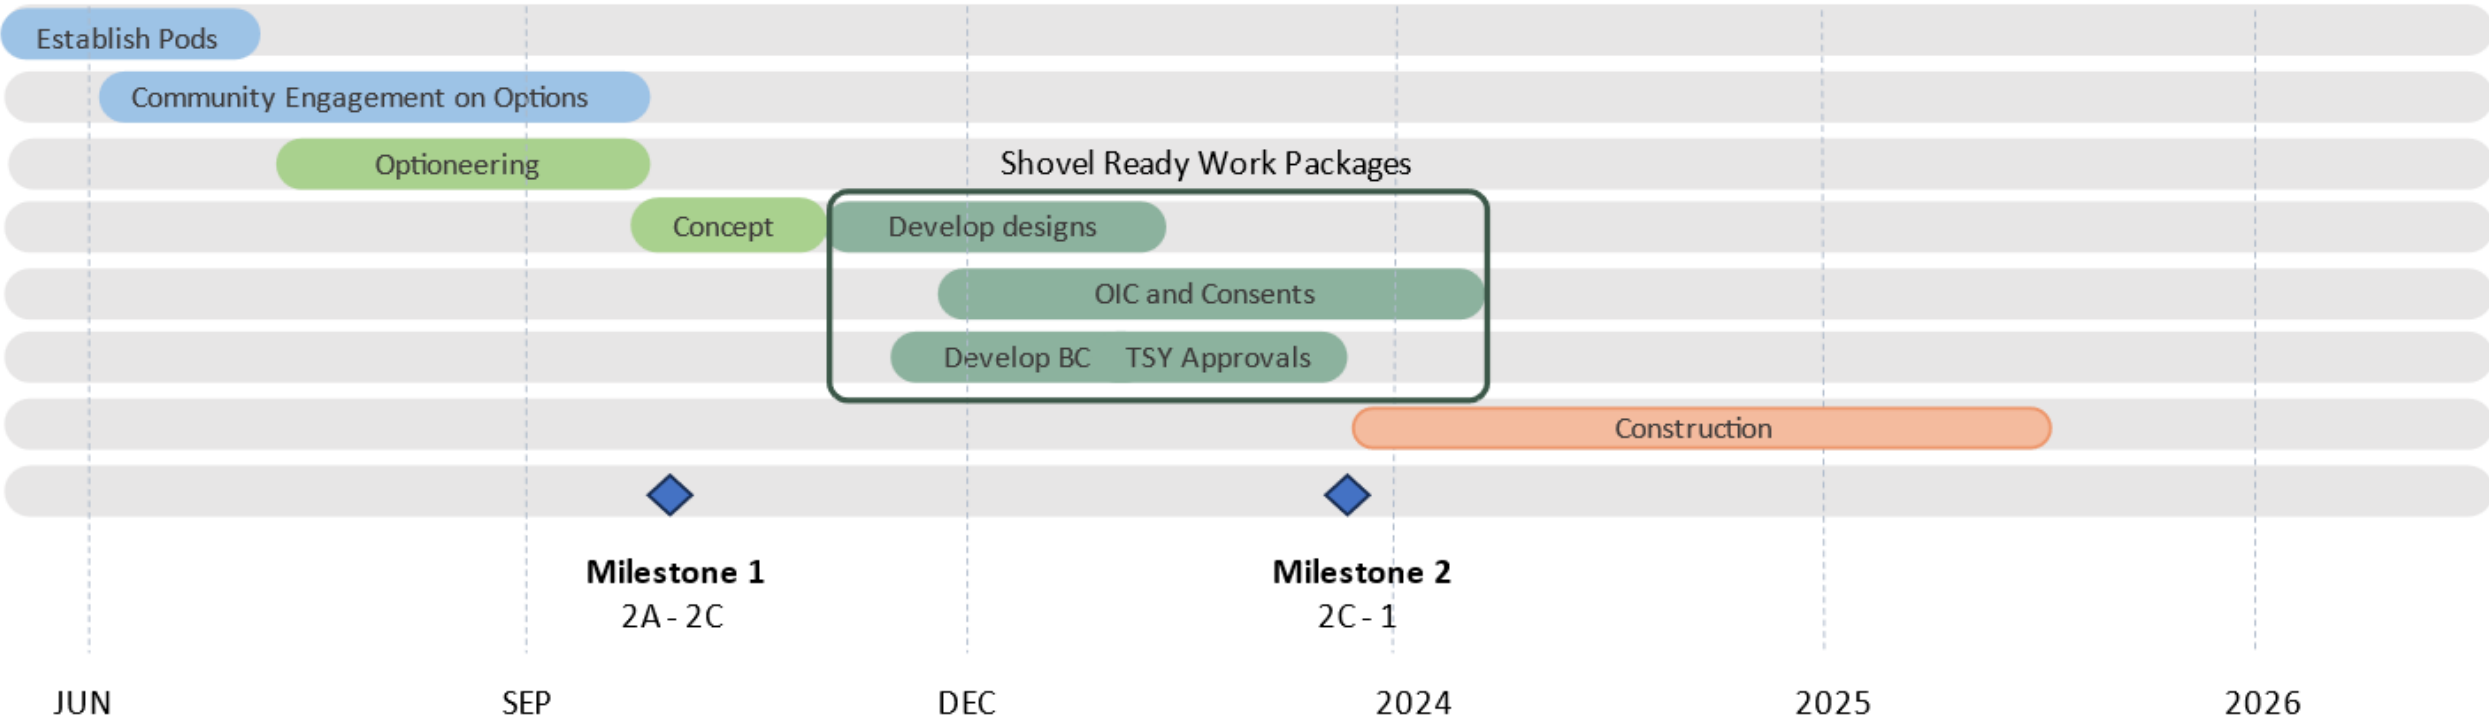 Establish Pods
Community Engagement on Options
Optioneering
Shovel Ready Work Packages
Concept
Develop designs
OIC and Consents
Develop BC
TSY Approvals
Construction
Milestone 1
2A - 2C
Milestone 2
2C - 1
JUN
SEP
DEC
2024
2025
2026